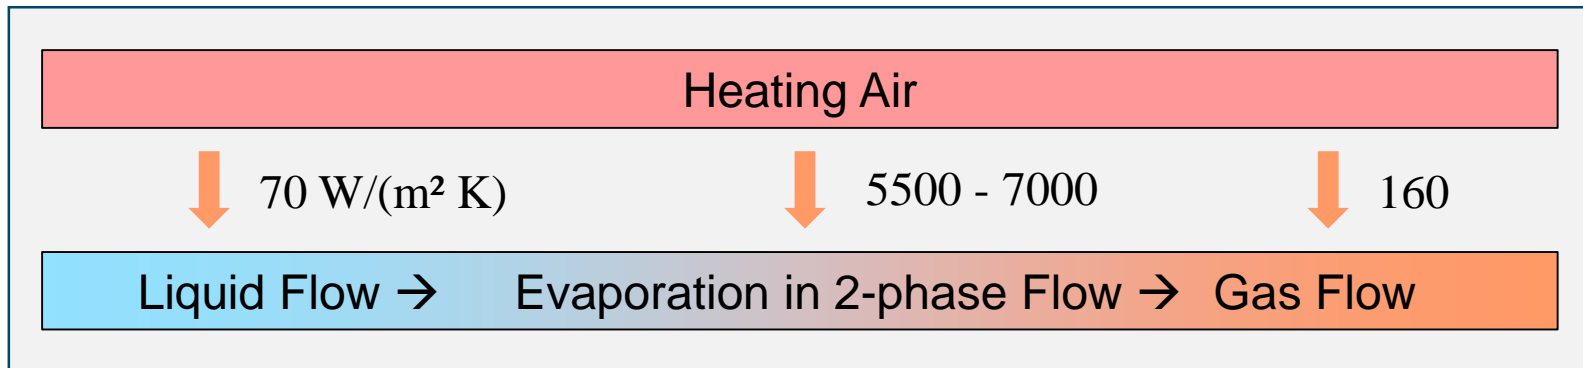 Heating Air
70 W/(m² K) 5500 - 7000 160
Liquid Flow → Evaporation in 2-phase Flow → Gas Flow